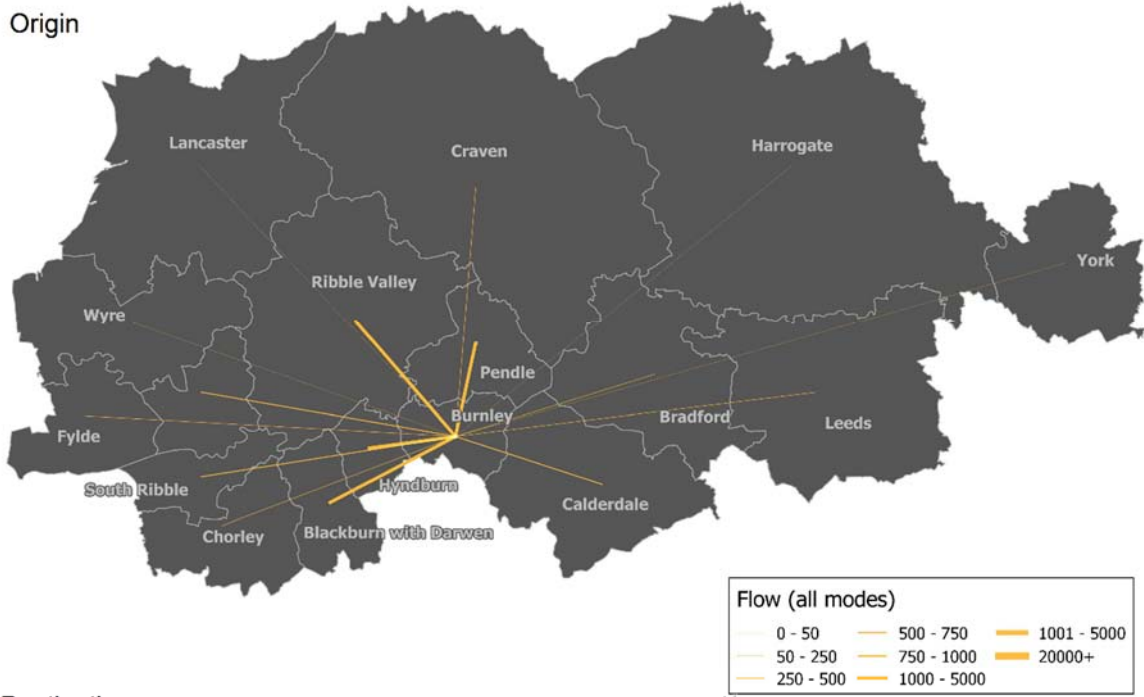 Origin
Lancaster
Craven
Harrogate
York
Ribble Valley
Wyre
Pendle
Burnley
Bradford
Leeds
Fylde
South Ribble
Hyndburn
Calderdale
Chorley
Blackburn with Darwen
Flow (all modes)
0 - 50
500 - 750
1001 - 5000
50 - 250
750 - 1000
20000+
250 - 500
1000 - 5000